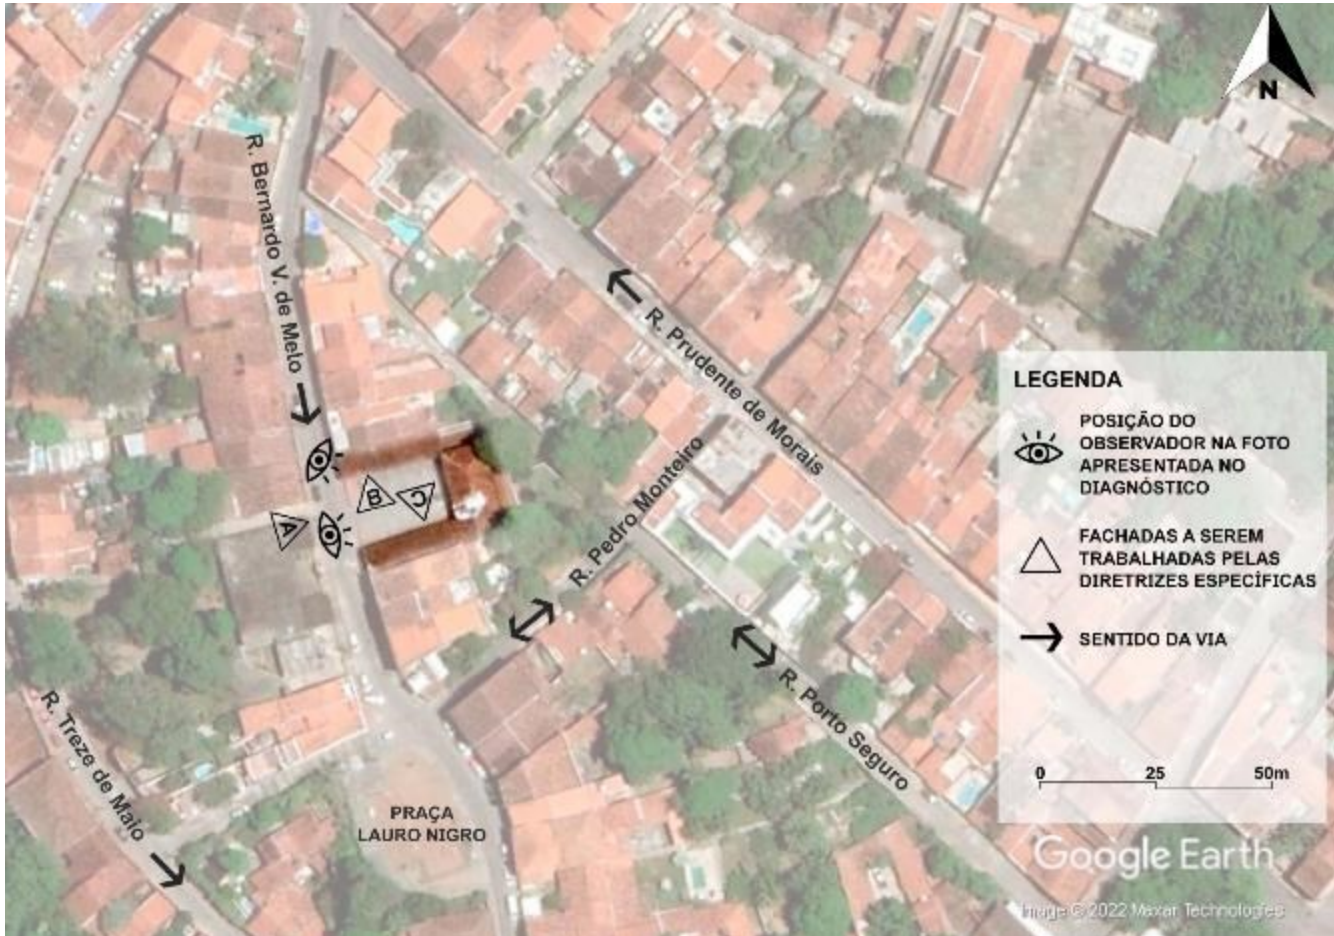 N
R. Bernardo V. de Melo
R. Prudente de Morais
R. Pedro Monteiro
B
C
A
R. Porto Seguro
R. Treze de Maio
PRAÇA
LAURO NIGRO
LEGENDA
POSIÇÃO DO
OBSERVADOR NA FOTO
APRESENTADA NO
DIAGNÓSTICO
FACHADAS A SEREM
TRABALHADAS PELAS
DIRETRIZES ESPECÍFICAS
SENTIDO DA VIA
0 25 50m
Google Earth
Image © 2022 Maxar Technologies